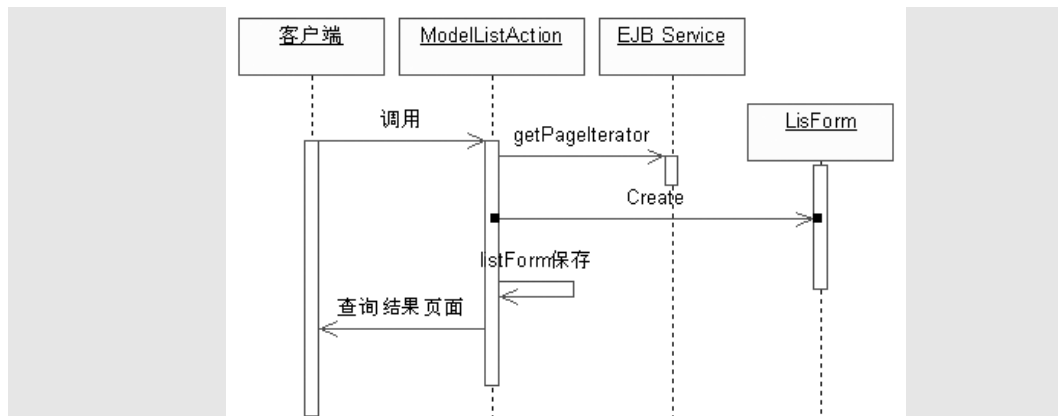 客户端
ModelListAction
EJB Service
LisForm
调用
getPageIterator
Create
listForm保存
查询结果页面